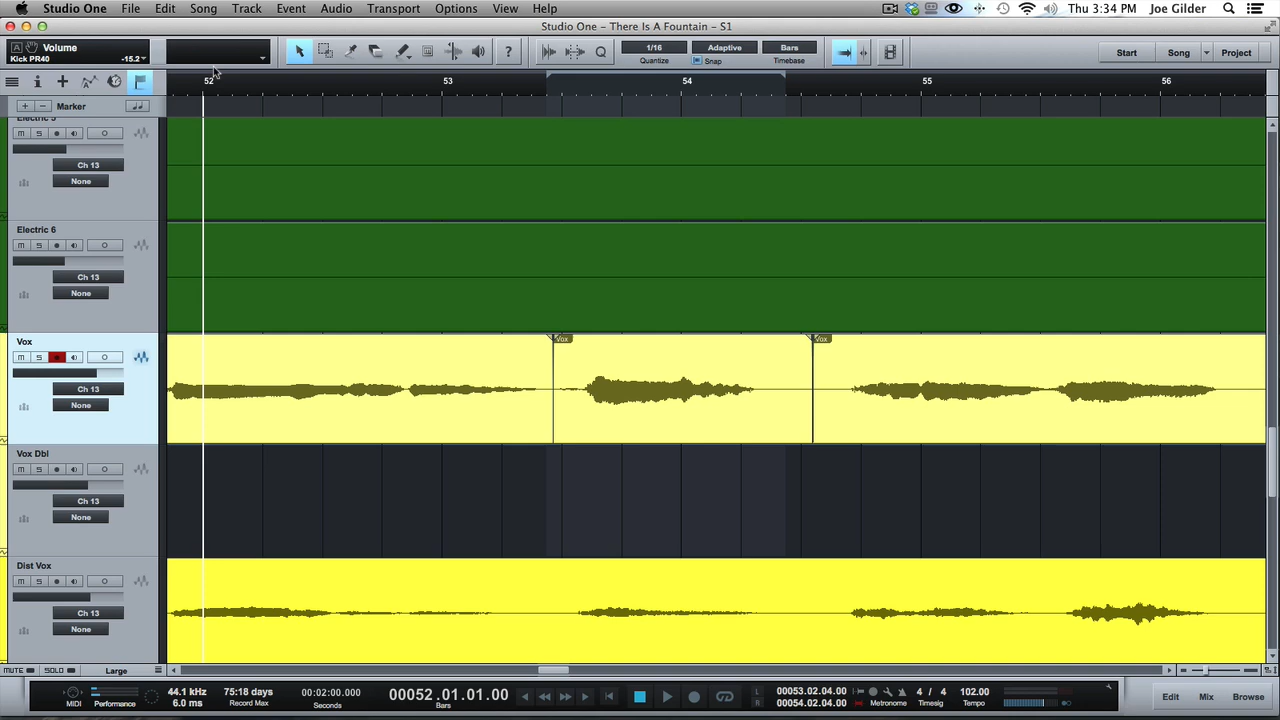 Studio One File Edit Song Track Event Audio Transport Options View Help Thu 3:34 PM Joe Gilder
Studio One – There Is A Fountain – S1
A Volume
Kick PR40 -15.2
? 1/16 Adaptive Bars
Quantize Snap Timebase
Start Song Project
52 53 54 55 56
+ − Marker
Electric 5
M S
Ch 13
None
Electric 6
M S
Ch 13
None
Vox
M S
Ch 13
None
Vox Vox
Vox Dbl
M S
Ch 13
None
Dist Vox
M S
Ch 13
None
MUTE SOLO Large
MIDI Performance
44.1 kHz 75:18 days 00:02:00.000 00052.01.01.00
6.0 ms Record Max Seconds Bars
L 00053.02.04.00 4 / 4 102.00
R 00054.02.04.00 Metronome Timesig Tempo
Edit Mix Browse